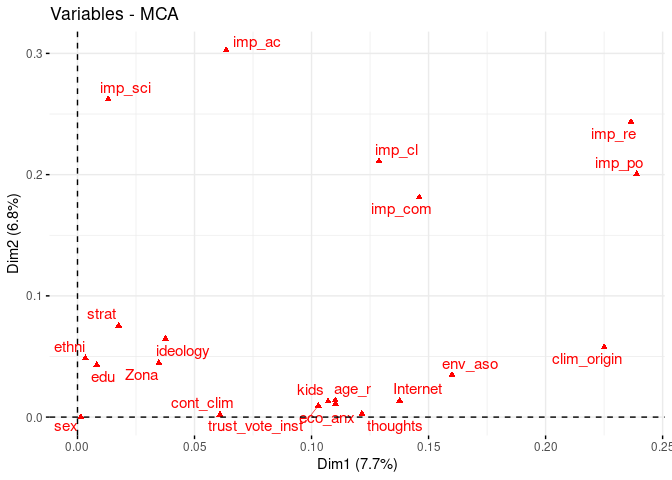 Variables - MCA
imp_ac
imp_sci
imp_re
imp_cl
imp_po
imp_com
strat
ethni
ideology
clim_origin
edu
Zona
env_aso
kids
age_r
Internet
cont_clim
eco_anx
sex
trust_vote_inst
thoughts
0.3
0.2
0.1
0.0
0.00
0.05
0.10
0.15
0.20
0.25
Dim1 (7.7%)
Dim2 (6.8%)